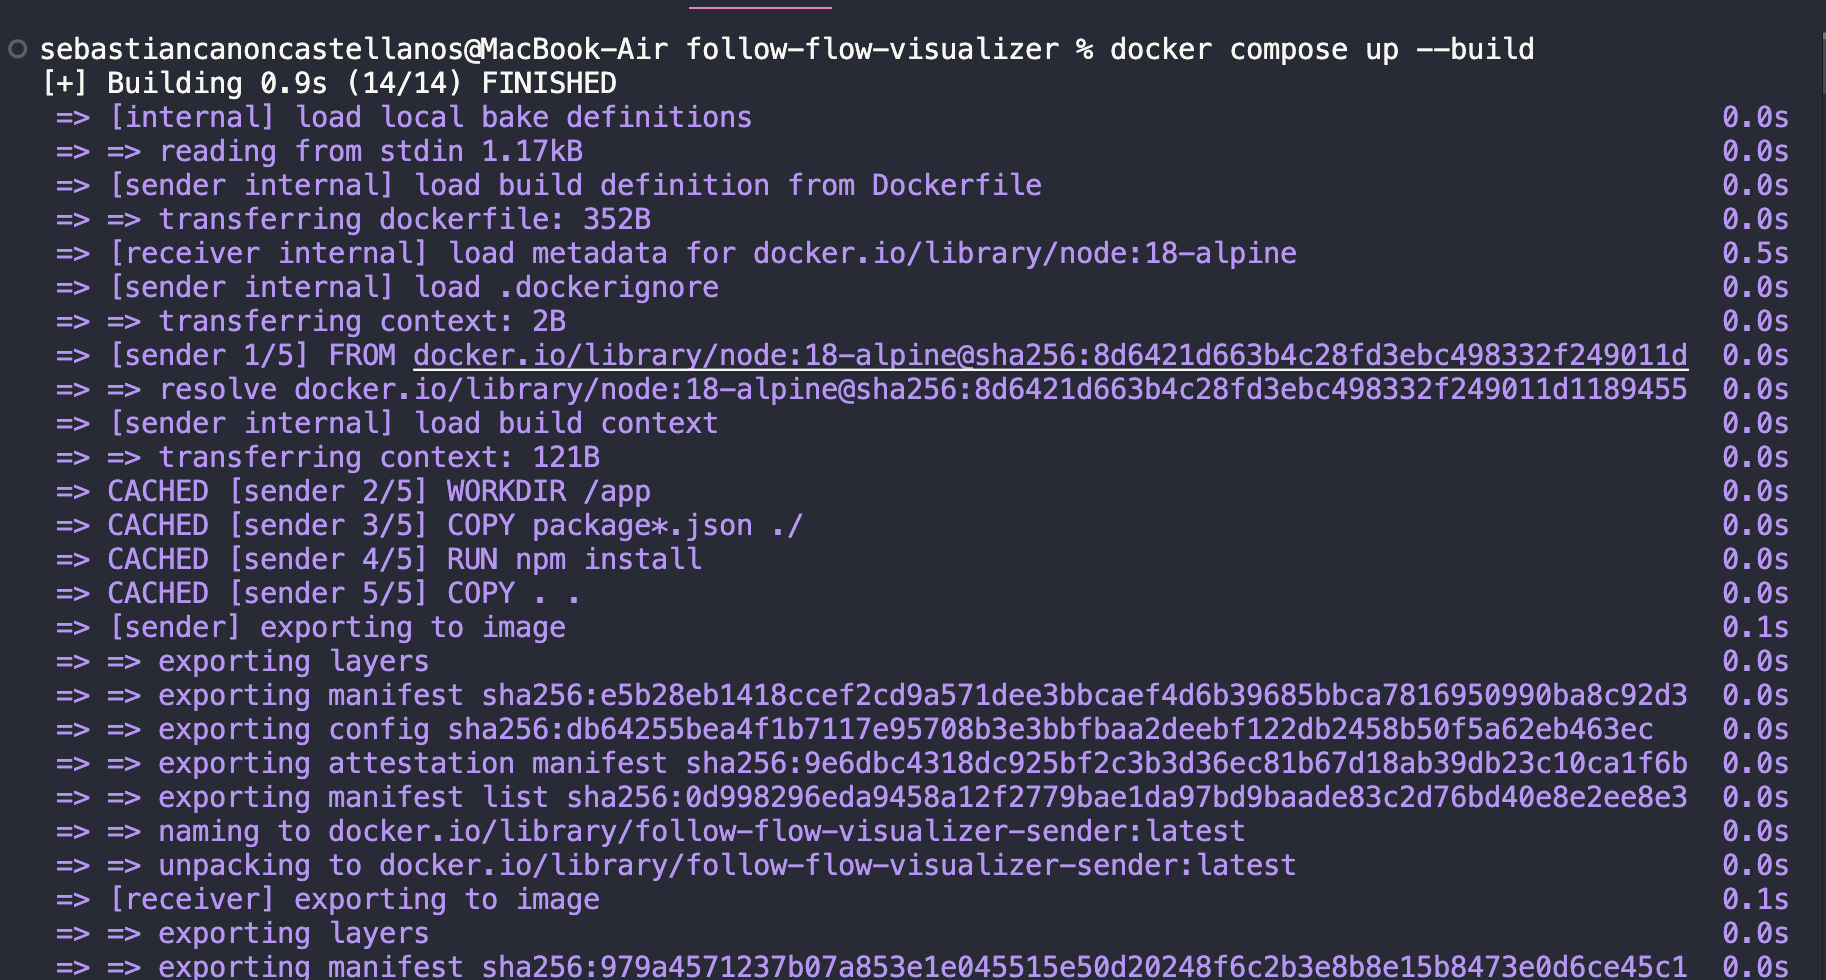 sebastiancanoncastellanos@MacBook-Air follow-flow-visualizer % docker compose up --build
[+] Building 0.9s (14/14) FINISHED
=> [internal] load local bake definitions 0.0s
=> => reading from stdin 1.17kB 0.0s
=> [sender internal] load build definition from Dockerfile 0.0s
=> => transferring dockerfile: 352B 0.0s
=> [receiver internal] load metadata for docker.io/library/node:18-alpine 0.5s
=> [sender internal] load .dockerignore 0.0s
=> => transferring context: 2B 0.0s
=> [sender 1/5] FROM docker.io/library/node:18-alpine@sha256:8d6421d663b4c28fd3ebc498332f249011d 0.0s
=> => resolve docker.io/library/node:18-alpine@sha256:8d6421d663b4c28fd3ebc498332f249011d1189455 0.0s
=> [sender internal] load build context 0.0s
=> => transferring context: 121B 0.0s
=> CACHED [sender 2/5] WORKDIR /app 0.0s
=> CACHED [sender 3/5] COPY package*.json ./ 0.0s
=> CACHED [sender 4/5] RUN npm install 0.0s
=> CACHED [sender 5/5] COPY . . 0.0s
=> [sender] exporting to image 0.1s
=> => exporting layers 0.0s
=> => exporting manifest sha256:e5b28eb1418ccef2cd9a571dee3bbcaef4d6b39685bbca7816950990ba8c92d3 0.0s
=> => exporting config sha256:db64255bea4f1b7117e95708b3e3bbfbaa2deebf122db2458b50f5a62eb463ec 0.0s
=> => exporting attestation manifest sha256:9e6dbc4318dc925bf2c3b3d36ec81b67d18ab39db23c10ca1f6b 0.0s
=> => exporting manifest list sha256:0d998296eda9458a12f2779bae1da97bd9baade83c2d76bd40e8e2ee8e3 0.0s
=> => naming to docker.io/library/follow-flow-visualizer-sender:latest 0.0s
=> => unpacking to docker.io/library/follow-flow-visualizer-sender:latest 0.0s
=> [receiver] exporting to image 0.1s
=> => exporting layers 0.0s
=> => exporting manifest sha256:979a4571237b07a853e1e045515e50d20248f6c2b3e8b8e15b8473e0d6ce45c1 0.0s